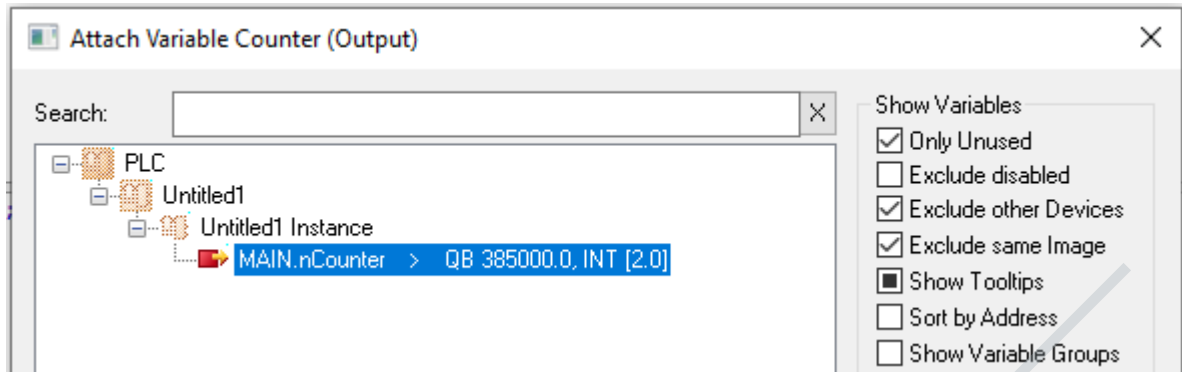 Attach Variable Counter (Output)
Search:
X
PLC
Untitled1
Untitled1 Instance
MAIN.nCounter > QB 385000.0, INT [2.0]
Show Variables
Only Unused
Exclude disabled
Exclude other Devices
Exclude same Image
Show Tooltips
Sort by Address
Show Variable Groups